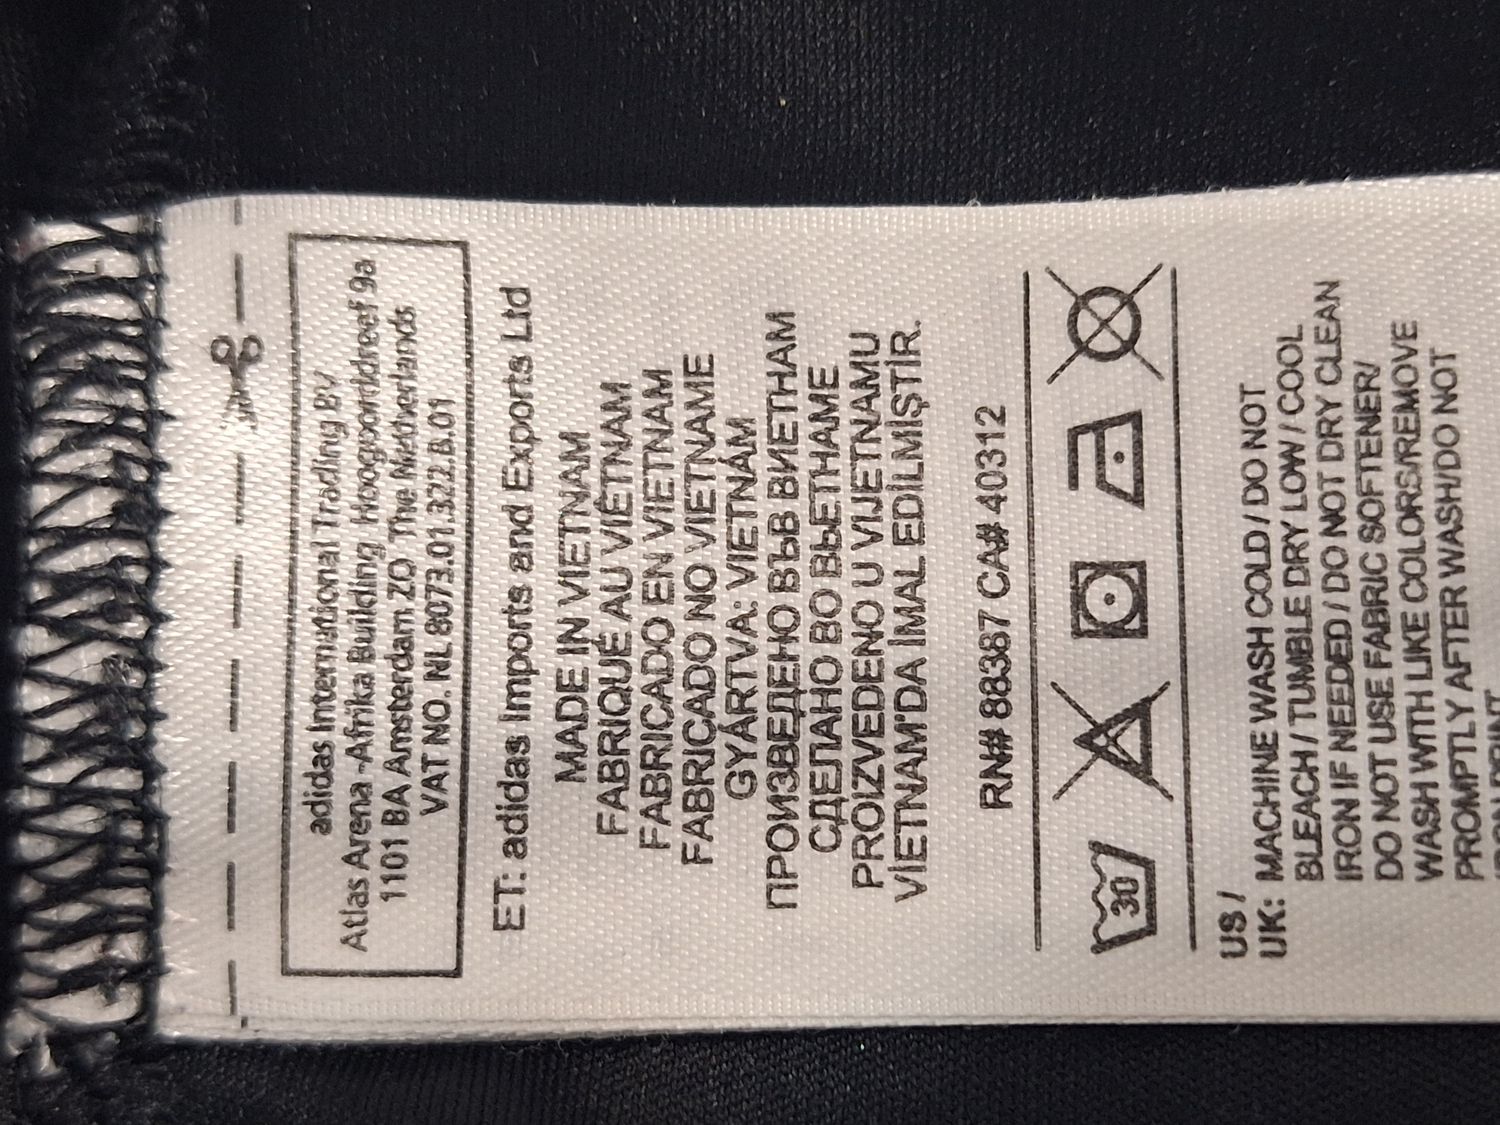 adidas International Trading BV
Atlas Arena -Afrika Building Hoogoorddreef 9a
1101 BA Amsterdam ZO The Netherlands
VAT NO. NL 8073.01.322.B.01
ET: adidas Imports and Exports Ltd
MADE IN VIETNAM
FABRIQUÉ AU VIÊTNAM
FABRICADO EN VIETNAM
FABRICADO NO VIETNAME
GYÁRTVA: VIETNÁM
ПРОИЗВЕДЕНО ВЪВ ВИЕТНАМ
СДЕЛАНО ВО ВЬЕТНАМЕ
PROIZVEDENO U VIJETNAMU
VİETNAM'DA İMAL EDİLMİŞTİR.
RN# 88387 CA# 40312
30
US /
UK: MACHINE WASH COLD / DO NOT
BLEACH / TUMBLE DRY LOW / COOL
IRON IF NEEDED / DO NOT DRY CLEAN
DO NOT USE FABRIC SOFTENER/
WASH WITH LIKE COLORS/REMOVE
PROMPTLY AFTER WASH/DO NOT